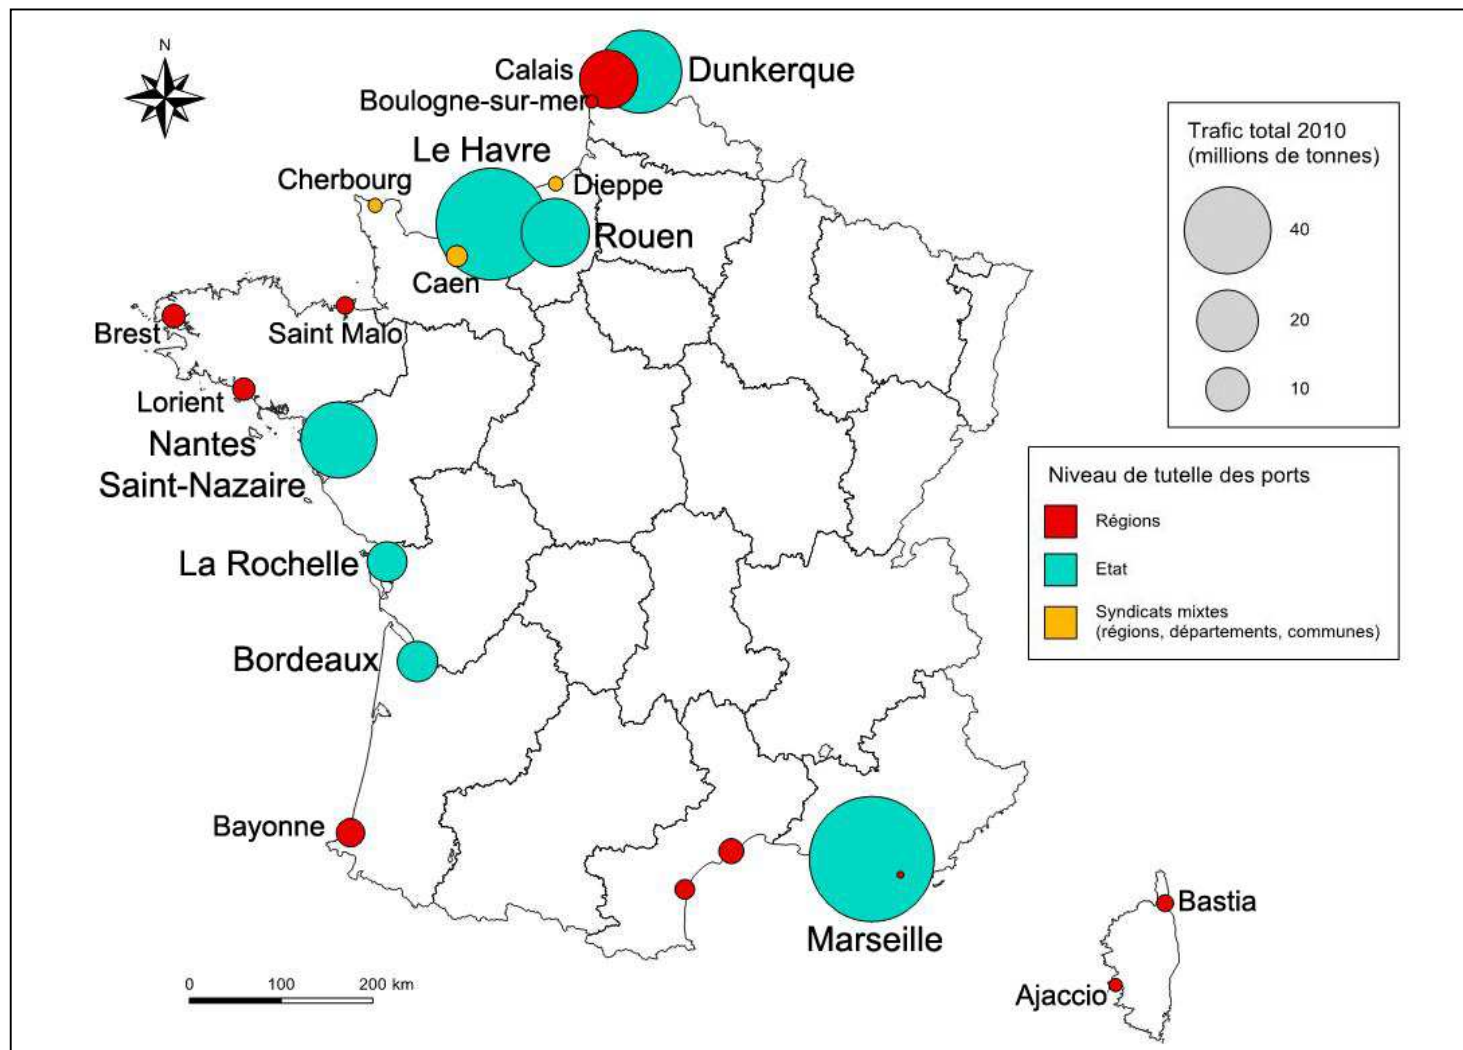 N
Calais
Dunkerque
Boulogne-sur-mer
Le Havre
Cherbourg
Dieppe
Rouen
Caen
Brest
Saint Malo
Lorient
Nantes
Saint-Nazaire
La Rochelle
Bordeaux
Bayonne
Marseille
Bastia
Ajaccio
0 100 200 km
Trafic total 2010
(millions de tonnes)
40
20
10
Niveau de tutelle des ports
Régions
Etat
Syndicats mixtes
(régions, départements, communes)